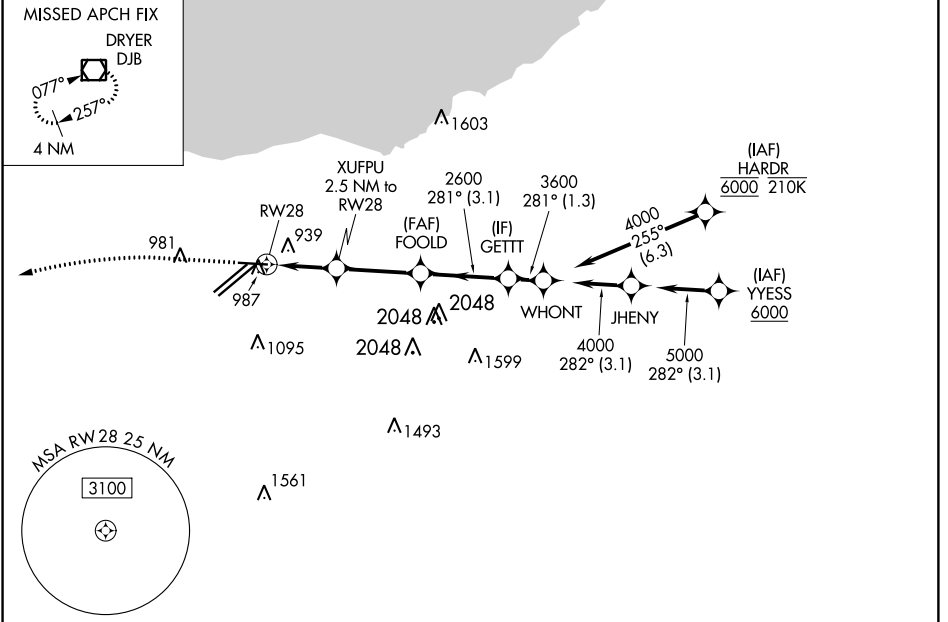 MISSED APCH FIX
DRYER
DJB
077°
257°
4 NM
1603
XUFPU
2.5 NM to
RW28
2600
281° (3.1)
3600
281° (1.3)
(IAF)
HARDR
6000 210K
RW28
981
939
(FAF)
FOOLD
(IF)
GETTT
4000
255°
(6.3)
987
2048
2048
WHONT
JHENY
(IAF)
YYESS
6000
1095
2048
1599
4000
282° (3.1)
5000
282° (3.1)
1493
MSA RW28 25 NM
3100
1561